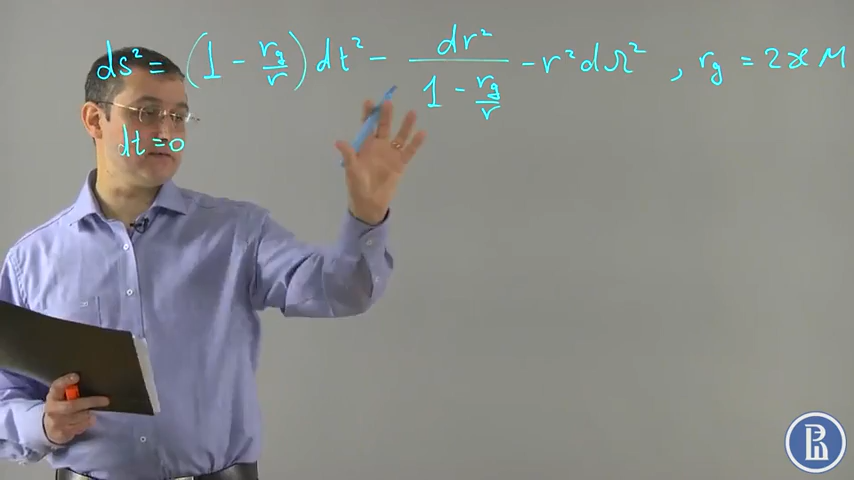 ds² = (1 - r_g/r) dt² - dr²/(1 - r_g/r) - r² dΩ² , r_g = 2ϰM
dt = 0